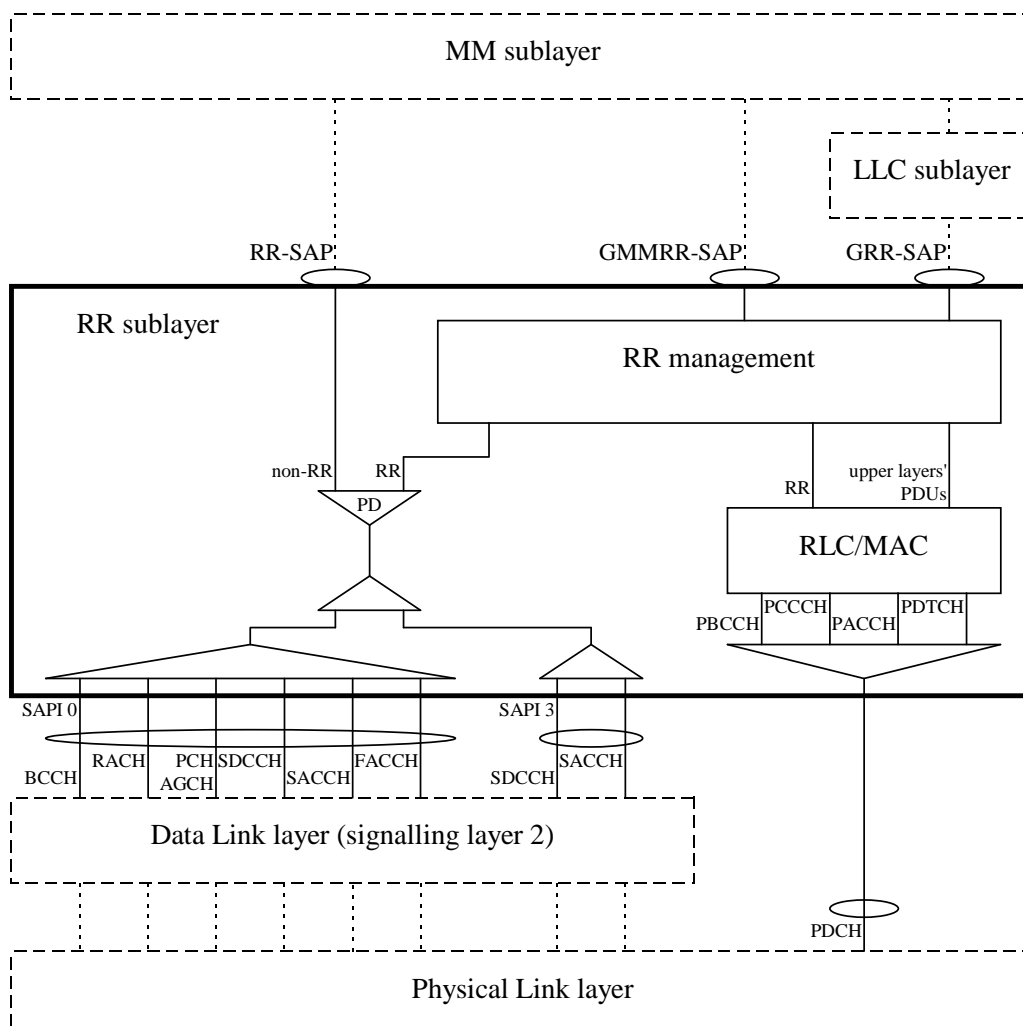 MM sublayer
LLC sublayer
RR-SAP
GMMRR-SAP
GRR-SAP
RR sublayer
RR management
non-RR
RR
RR
upper layers'
PDUs
PD
RLC/MAC
PBCCH
PCCCH
PACCH
PDTCH
SAPI 0
SAPI 3
BCCH
RACH
PCH
AGCH
SDCCH
SACCH
FACCH
SDCCH
SACCH
Data Link layer (signalling layer 2)
PDCH
Physical Link layer